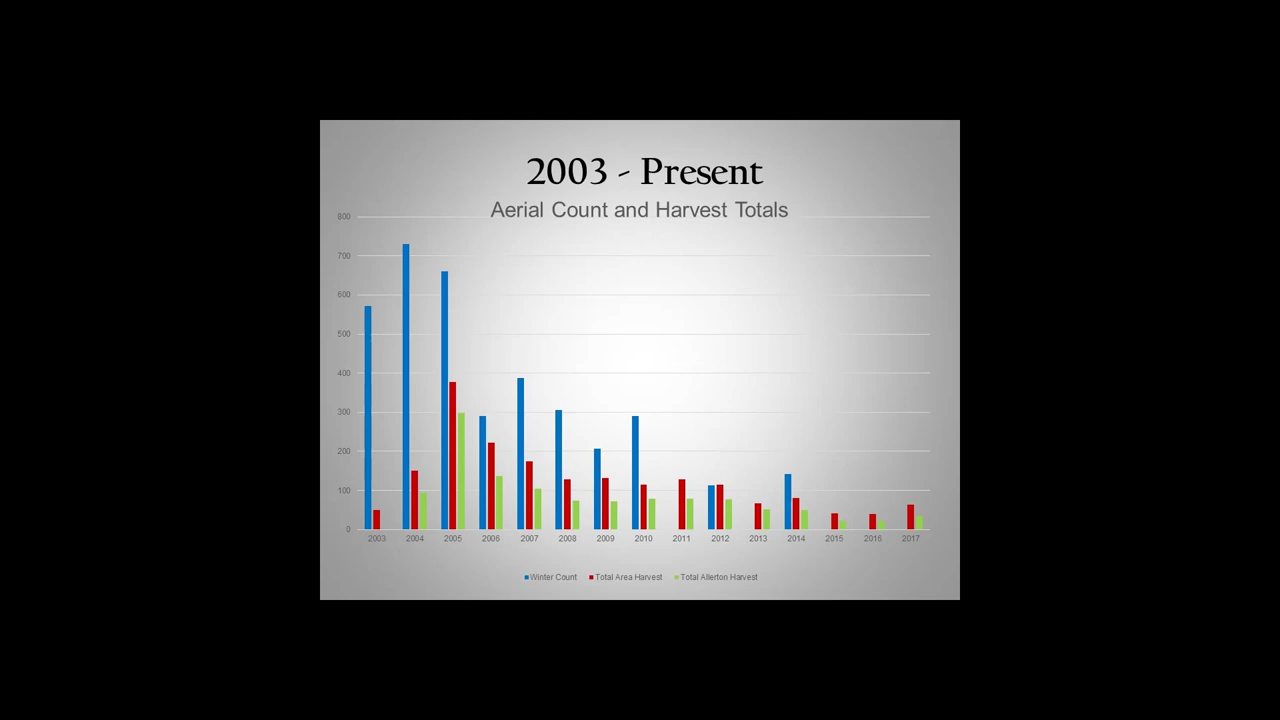 2003 - Present
Aerial Count and Harvest Totals
800
700
600
500
400
300
200
100
0
2003 2004 2005 2006 2007 2008 2009 2010 2011 2012 2013 2014 2015 2016 2017
Winter Count Total Area Harvest Total Allerton Harvest